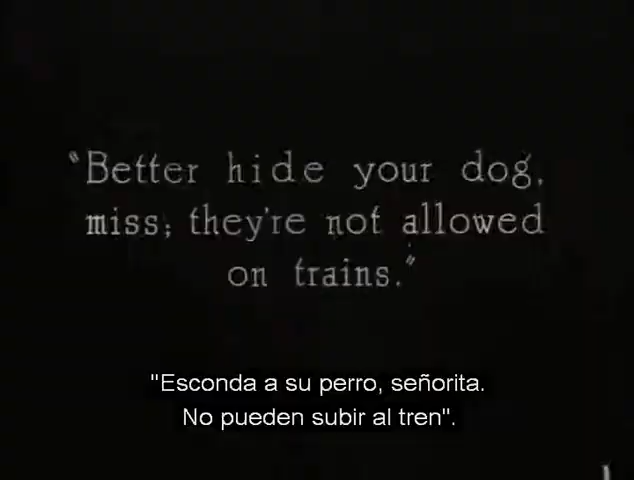 "Better hide your dog,
miss; they're not allowed
on trains."
"Esconda a su perro, señorita.
No pueden subir al tren".